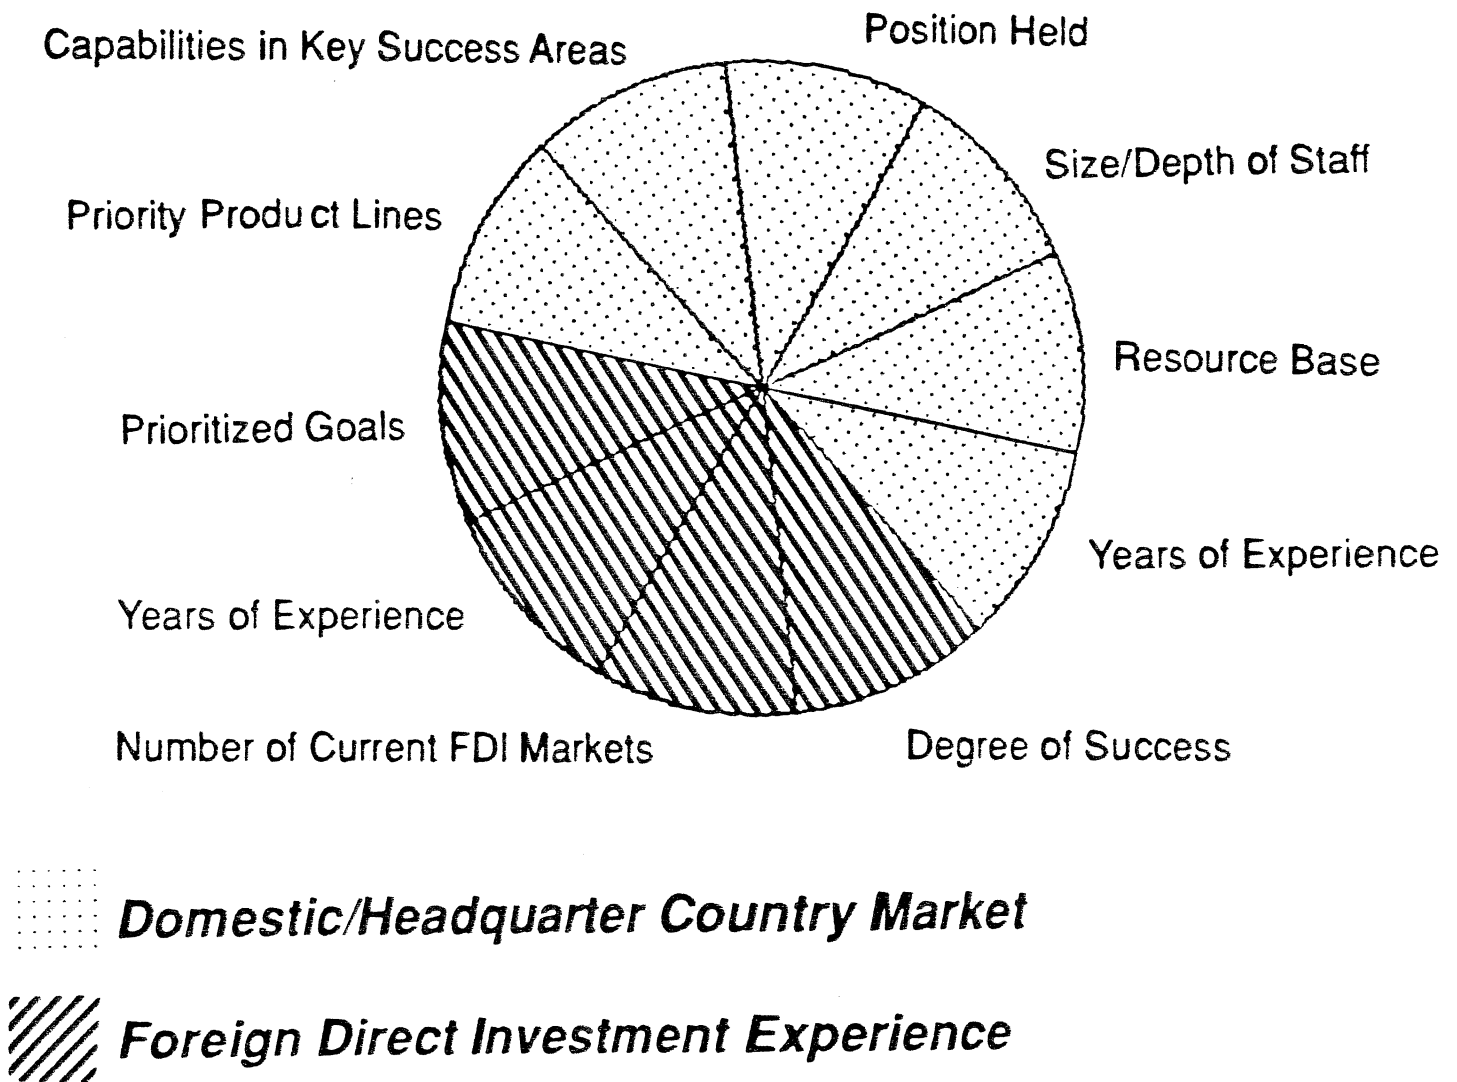 Position Held
Capabilities in Key Success Areas
Size/Depth of Staff
Priority Product Lines
Resource Base
Prioritized Goals
Years of Experience
Years of Experience
Number of Current FDI Markets
Degree of Success
Domestic/Headquarter Country Market
Foreign Direct Investment Experience